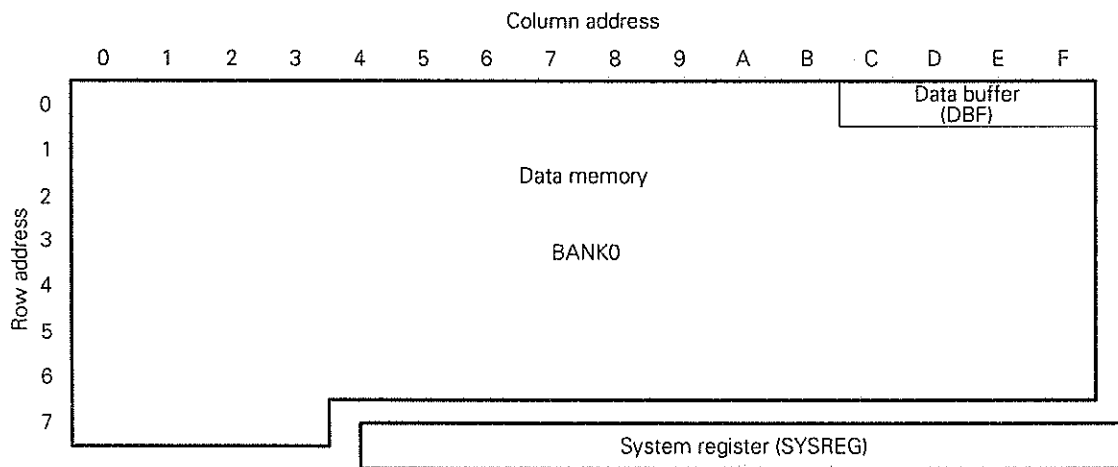 Column address
0 1 2 3 4 5 6 7 8 9 A B C D E F
0 Data buffer
(DBF)
1
Data memory
2
3 BANK0
4
5
6
7
Row address
System register (SYSREG)